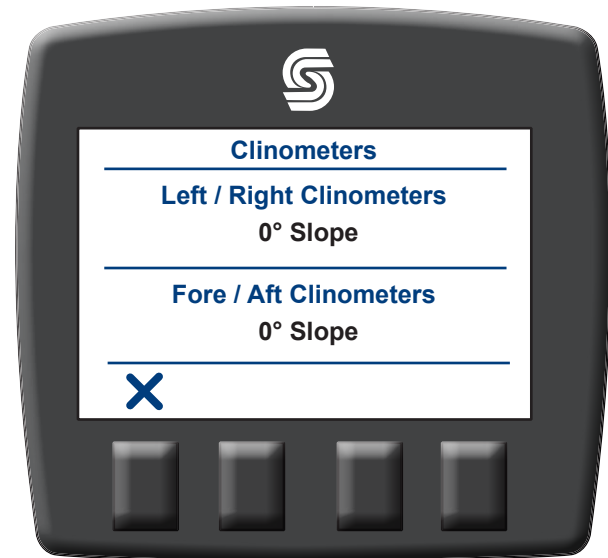 Clinometers
Left / Right Clinometers
0° Slope
Fore / Aft Clinometers
0° Slope